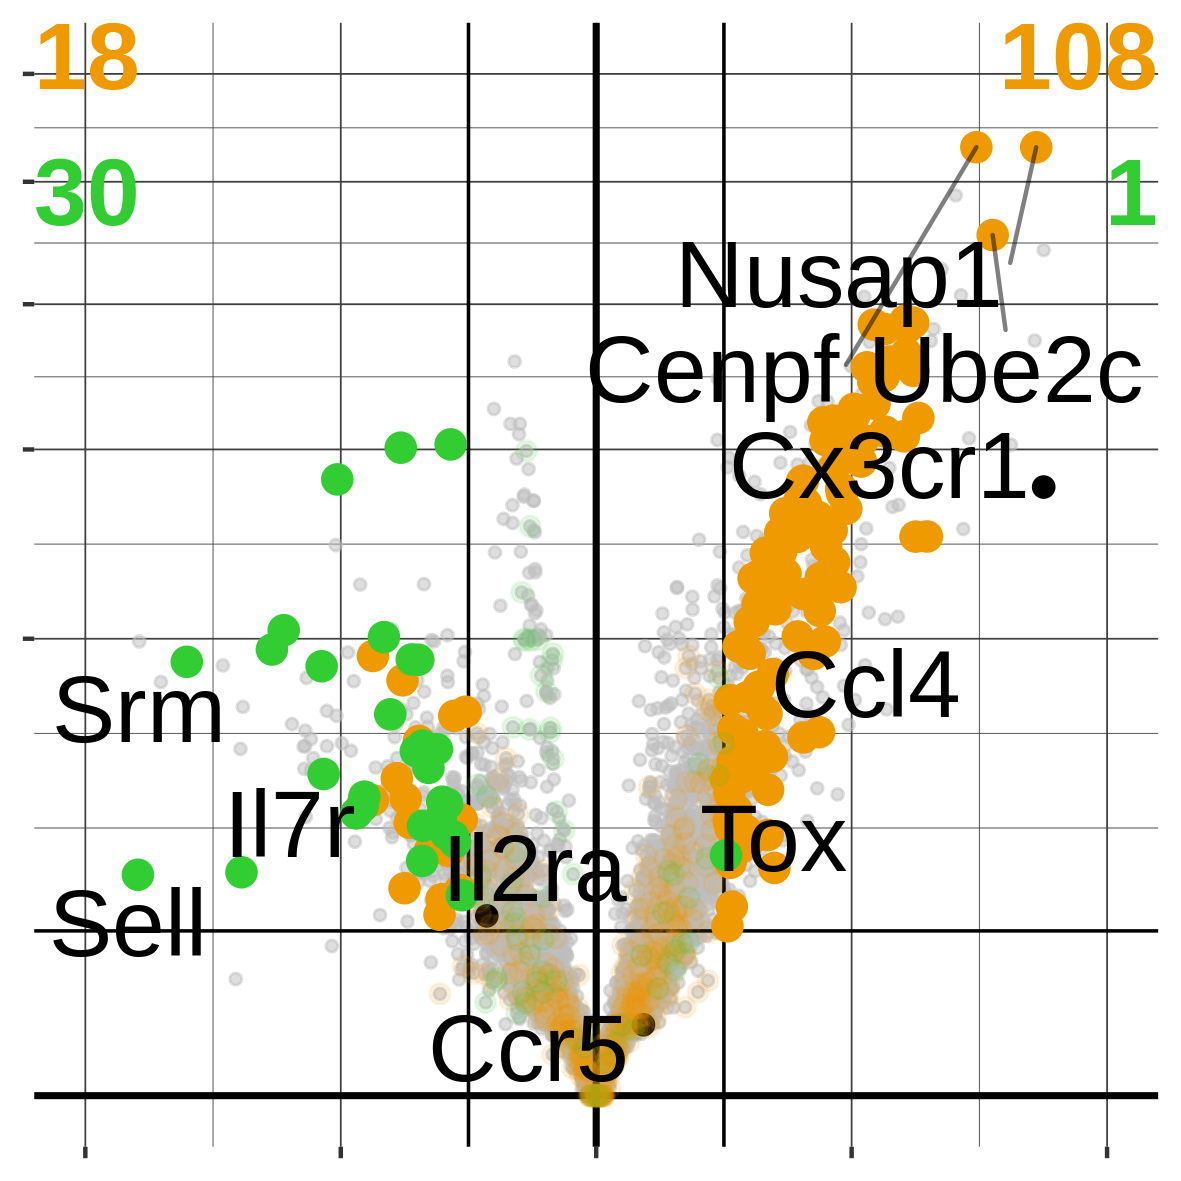 18 108
30 1
Nusap1
Cenpf Ube2c
Cx3cr1
Srm Ccl4
Il7r Tox
Il2ra
Sell
Ccr5